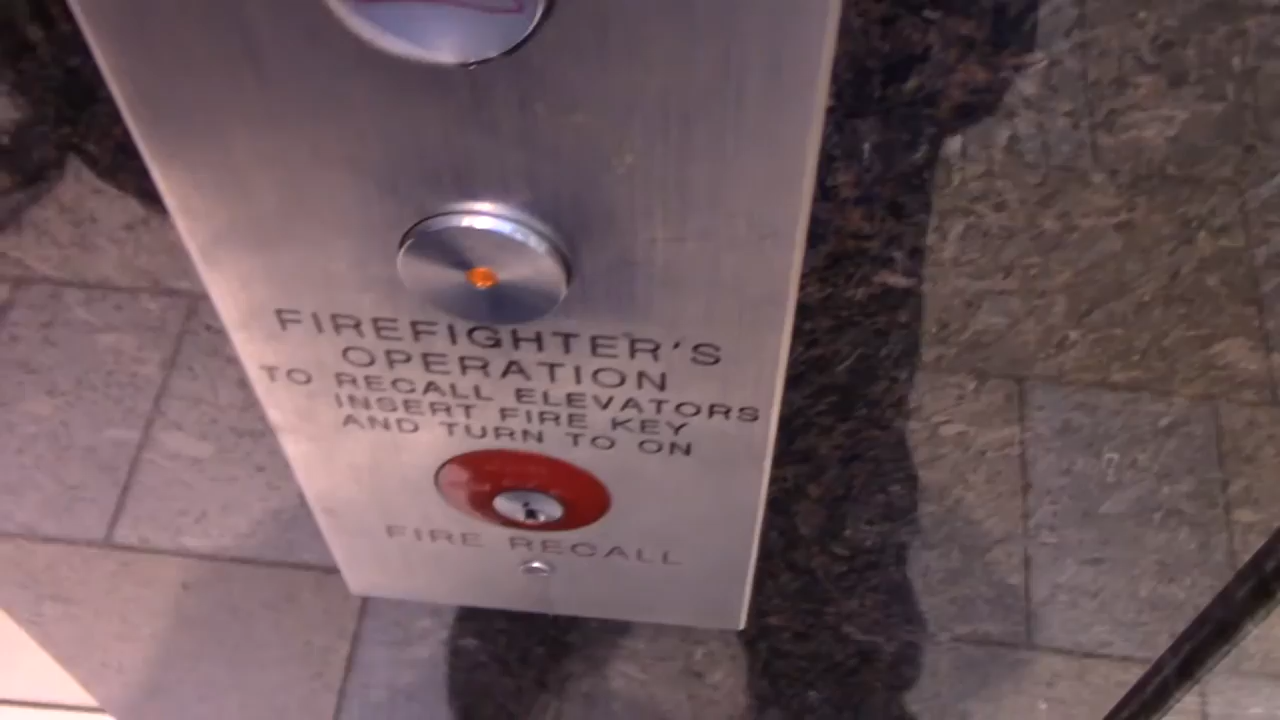 FIREFIGHTER'S
OPERATION
TO RECALL ELEVATORS
INSERT FIRE KEY
AND TURN TO ON
FIRE RECALL